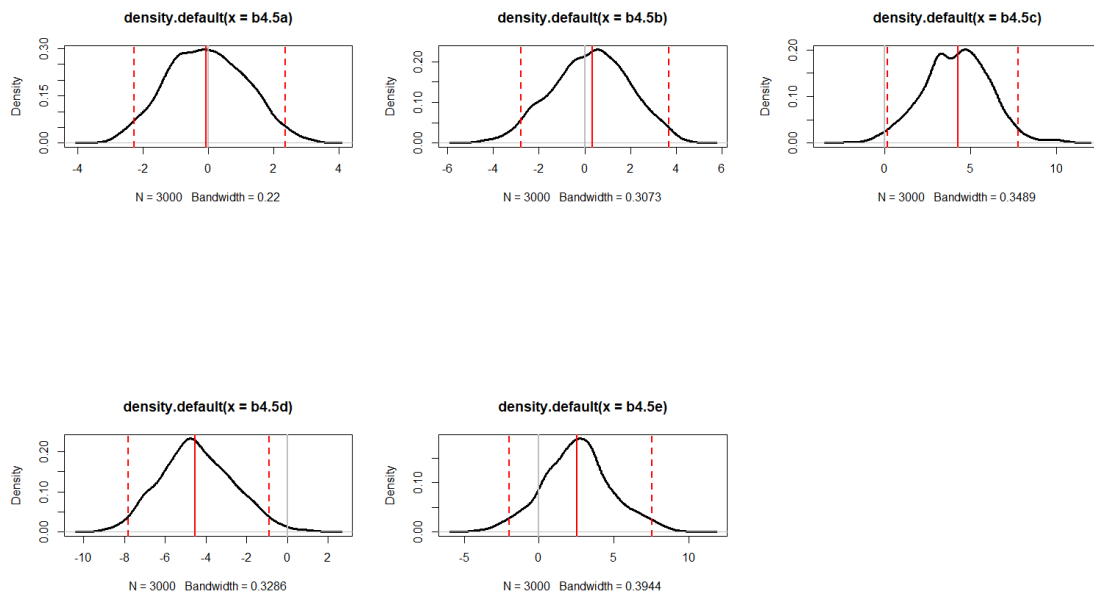 density.default(x = b4.5a)
Density
0.00 0.15 0.30
-4 -2 0 2 4
N = 3000 Bandwidth = 0.22
density.default(x = b4.5b)
Density
0.00 0.10 0.20
-6 -4 -2 0 2 4 6
N = 3000 Bandwidth = 0.3073
density.default(x = b4.5c)
Density
0.00 0.10 0.20
0 5 10
N = 3000 Bandwidth = 0.3489
density.default(x = b4.5d)
Density
0.00 0.10 0.20
-10 -8 -6 -4 -2 0 2
N = 3000 Bandwidth = 0.3286
density.default(x = b4.5e)
Density
0.00 0.10
-5 0 5 10
N = 3000 Bandwidth = 0.3944